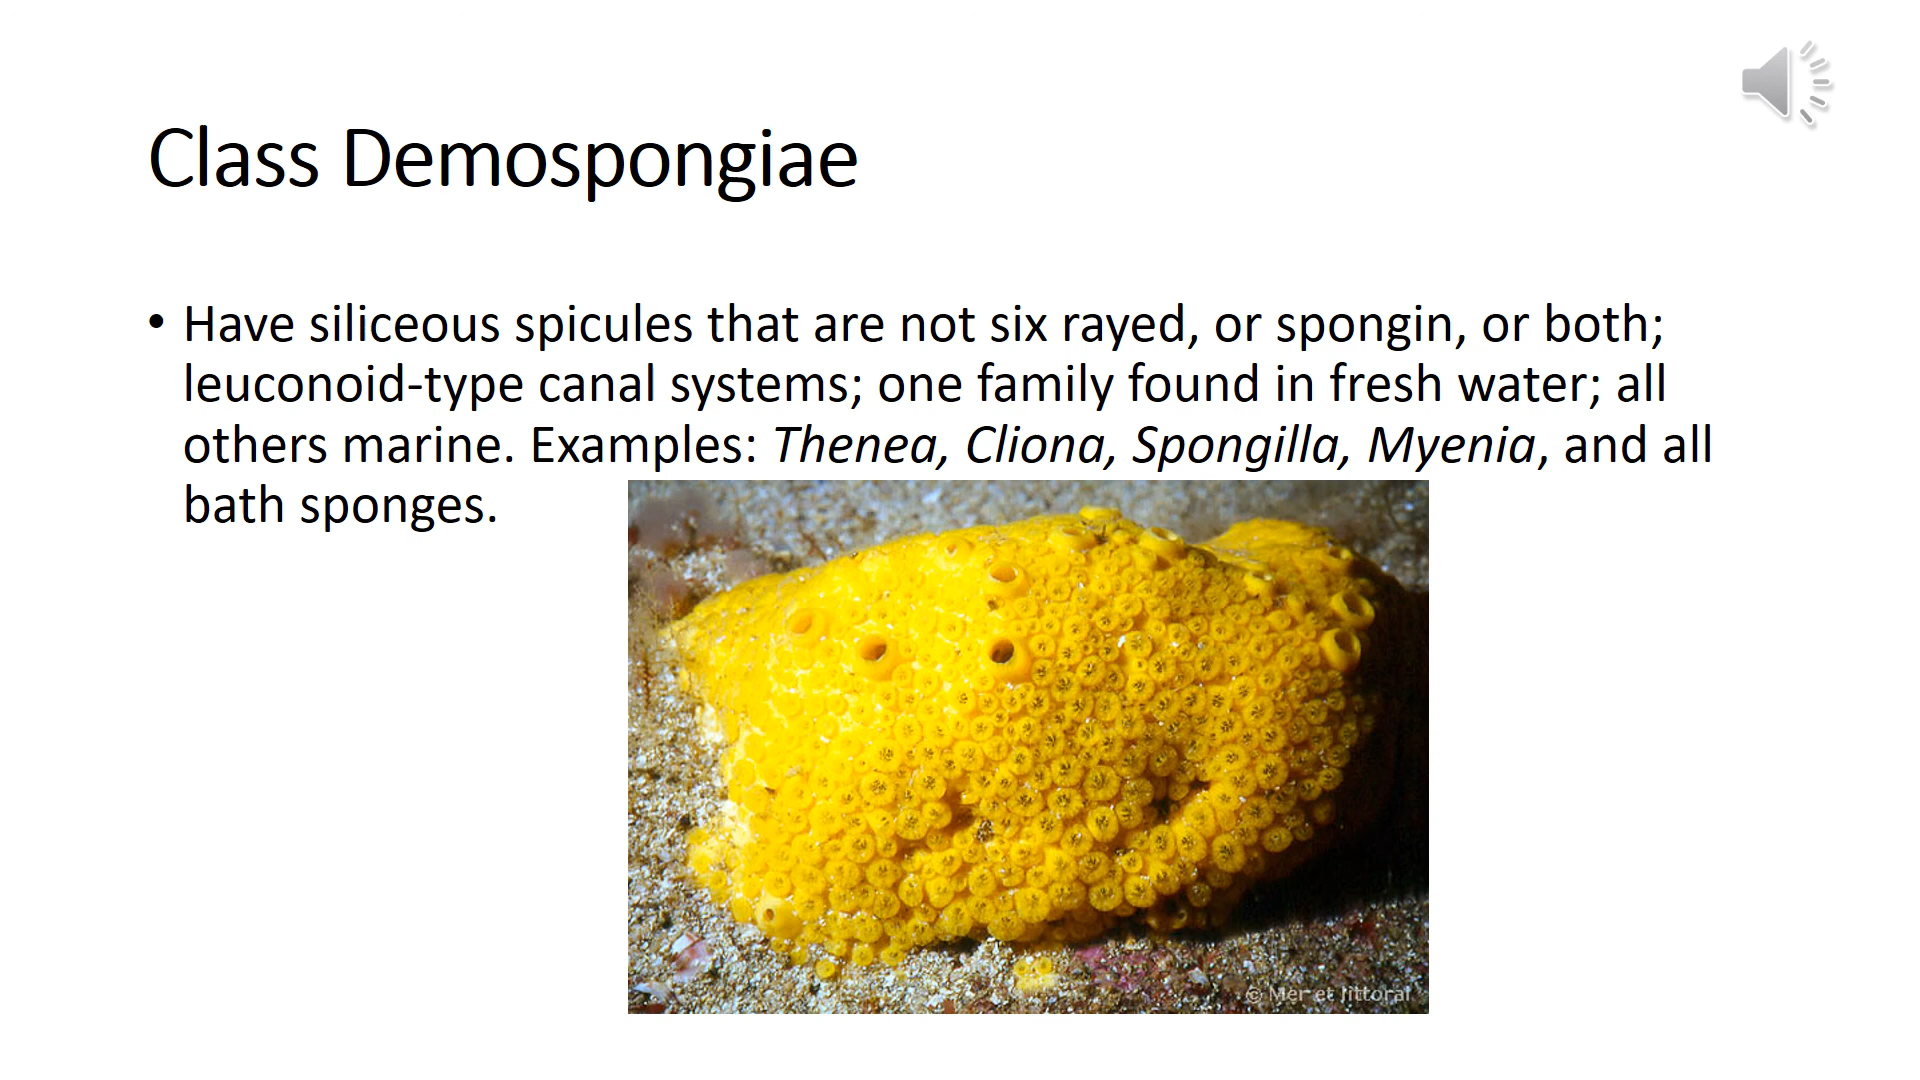 Class Demospongiae
• Have siliceous spicules that are not six rayed, or spongin, or both;
leuconoid-type canal systems; one family found in fresh water; all
others marine. Examples: Thenea, Cliona, Spongilla, Myenia, and all
bath sponges.
© Mer et littoral